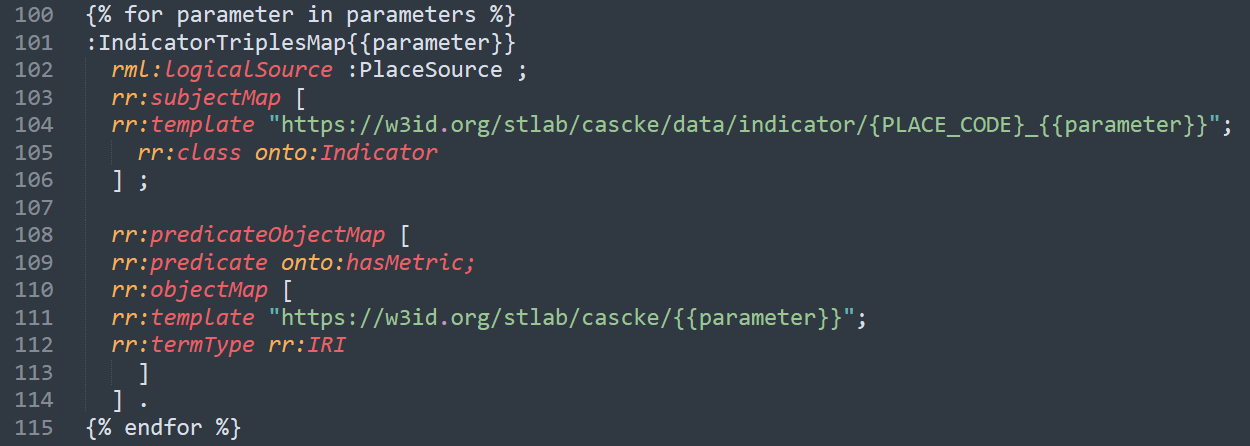 100 {% for parameter in parameters %}
101 :IndicatorTriplesMap{{parameter}}
102 rml:logicalSource :PlaceSource ;
103 rr:subjectMap [
104 rr:template "https://w3id.org/stlab/cascke/data/indicator/{PLACE_CODE}_{{parameter}}";
105 rr:class onto:Indicator
106 ] ;
107
108 rr:predicateObjectMap [
109 rr:predicate onto:hasMetric;
110 rr:objectMap [
111 rr:template "https://w3id.org/stlab/cascke/{{parameter}}";
112 rr:termType rr:IRI
113 ]
114 ] .
115 {% endfor %}